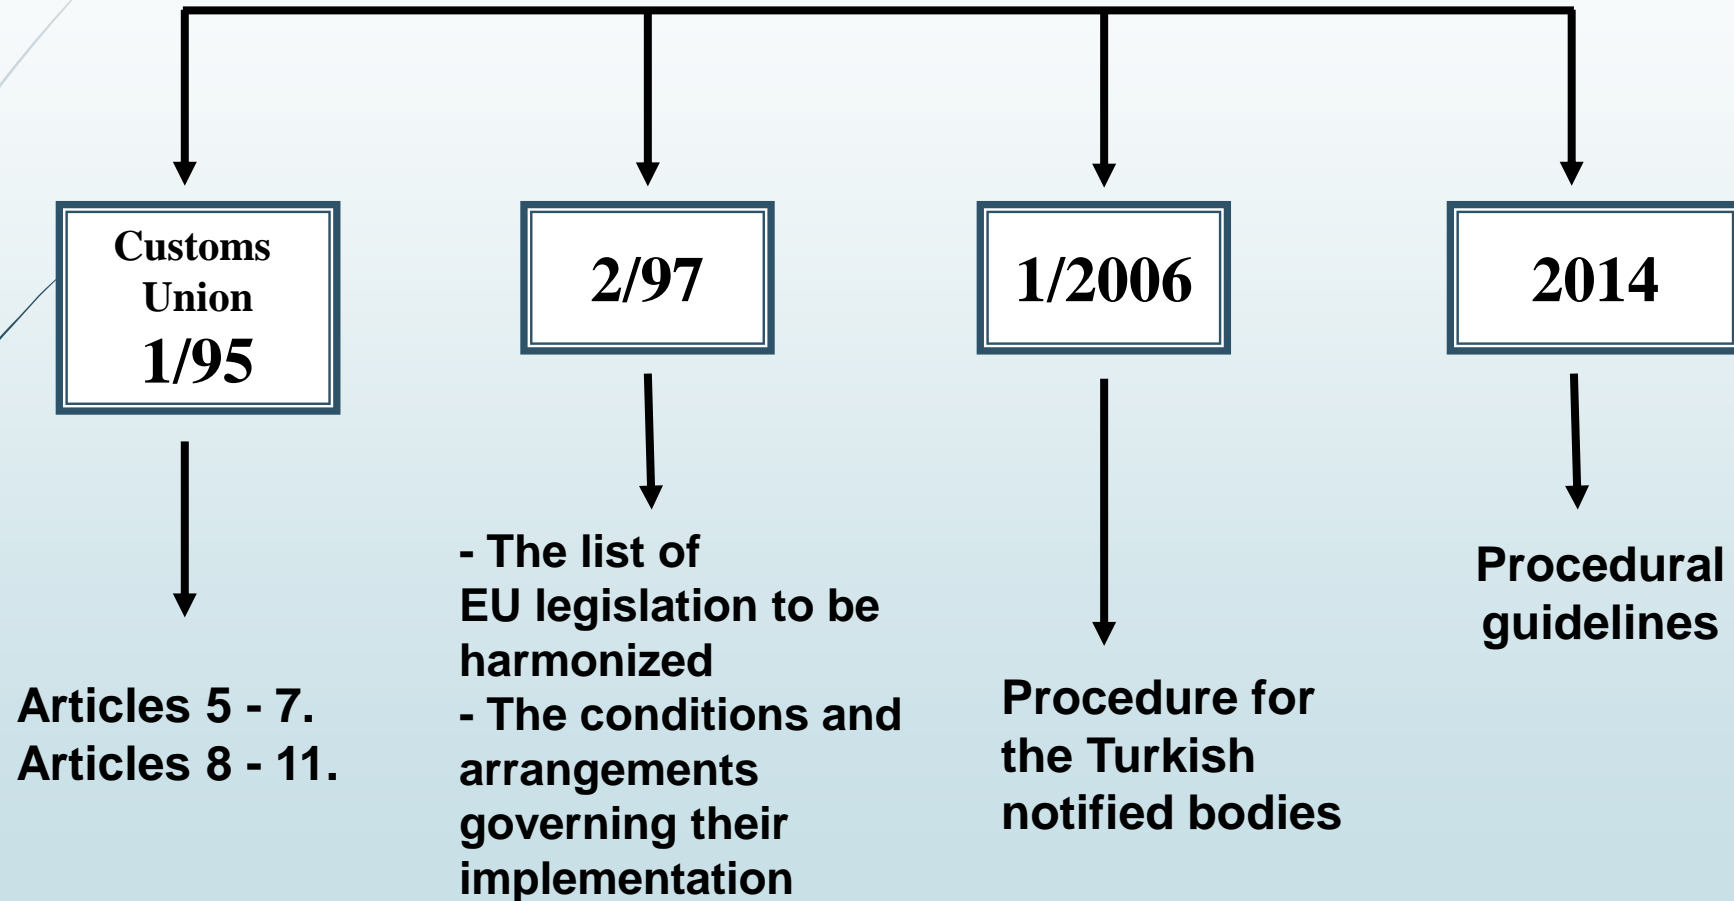 Customs
Union
1/95
2/97
1/2006
2014
Articles 5 - 7.
Articles 8 - 11.
- The list of
EU legislation to be
harmonized
- The conditions and
arrangements
governing their
implementation
Procedure for
the Turkish
notified bodies
Procedural
guidelines